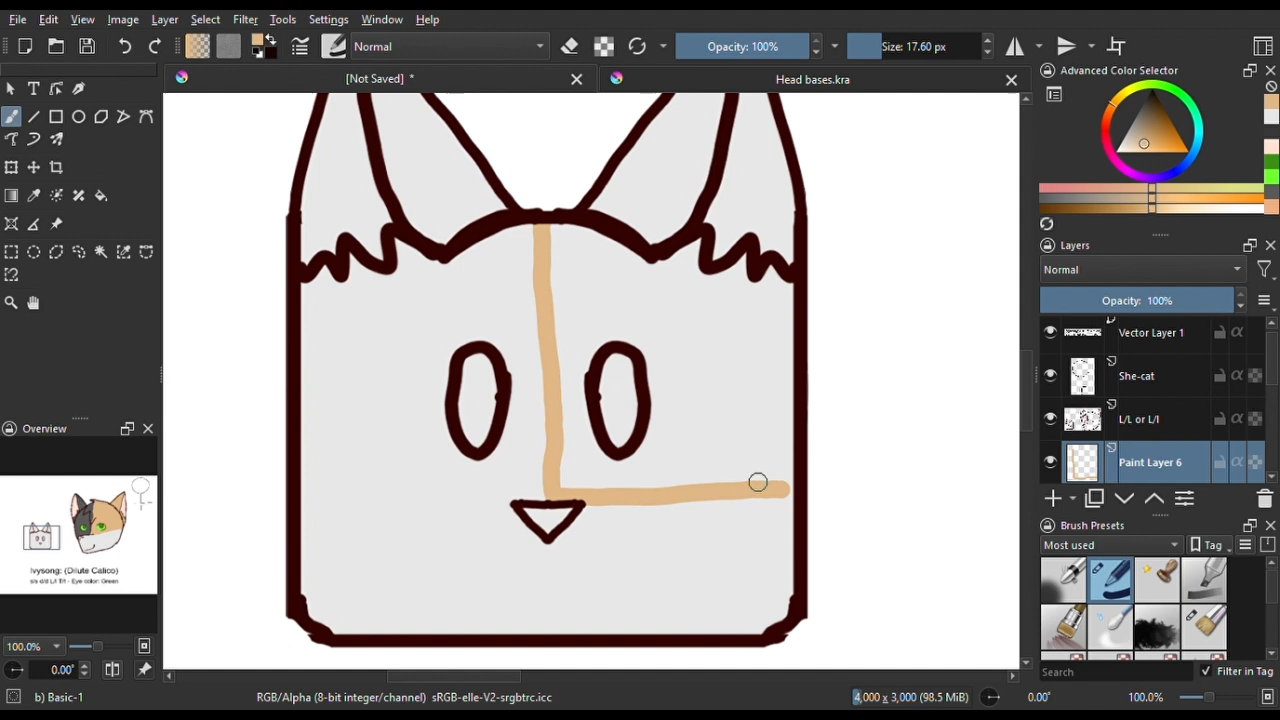 File Edit View Image Layer Select Filter Tools Settings Window Help
Normal
Opacity: 100%
Size: 17.60 px
[Not Saved] *
Head bases.kra
Advanced Color Selector
Layers
Normal
Opacity: 100%
Vector Layer 1
She-cat
L/L or L/l
Paint Layer 6
Brush Presets
Most used
Tag
Search
Filter in Tag
Overview
Ivysong: (Dilute Calico)
Eye color: Green
100.0%
0.00°
b) Basic-1
RGB/Alpha (8-bit integer/channel) sRGB-elle-V2-srgbtrc.icc
4,000 x 3,000 (98.5 MiB)
0.00°
100.0%